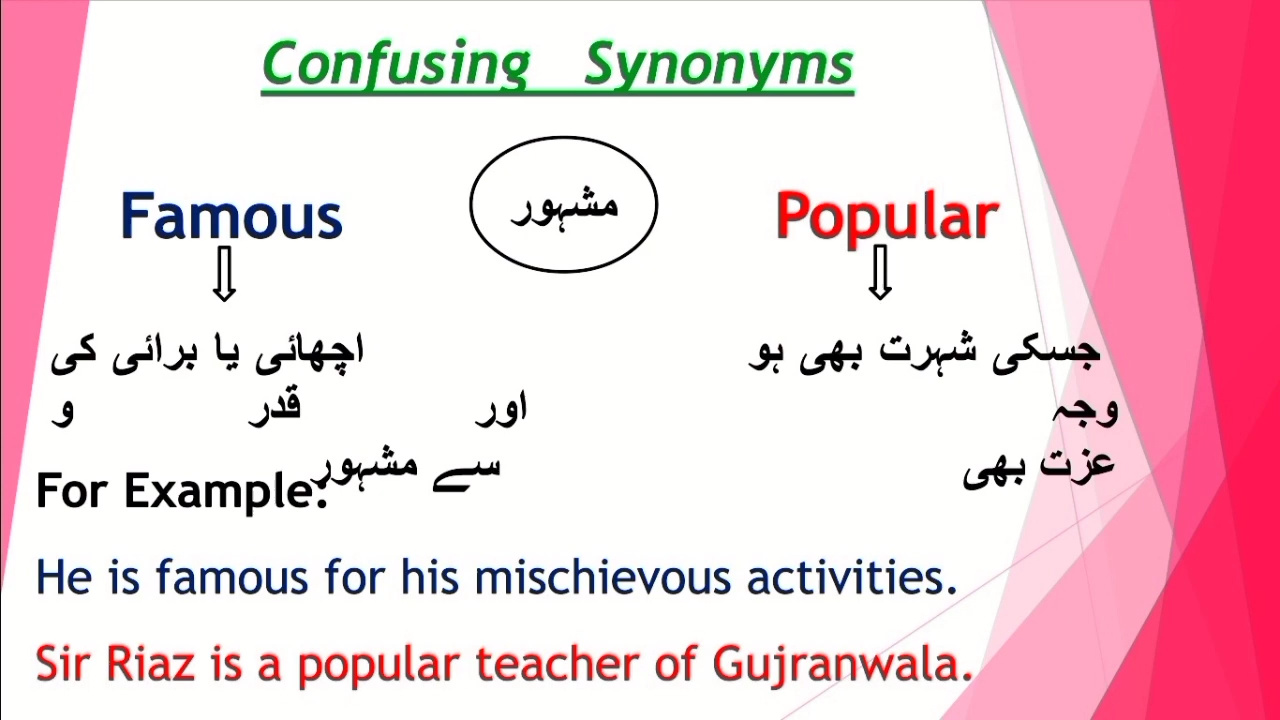 Confusing Synonyms
Famous
مشہور
Popular
اچھائی یا برائی کی
جسکی شہرت بھی ہو
وجہ اور قدر و
عزت بھی سے مشہور
For Example:
He is famous for his mischievous activities.
Sir Riaz is a popular teacher of Gujranwala.